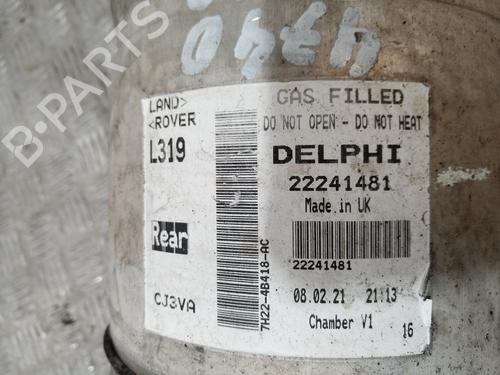 LAND>
<ROVER
L319
Rear
CJ3VA
7H22-4B418-AC
GAS FILLED
DO NOT OPEN - DO NOT HEAT
DELPHI
22241481
Made in UK
22241481
08.02.21 21:13
Chamber V1 16
B-PARTS